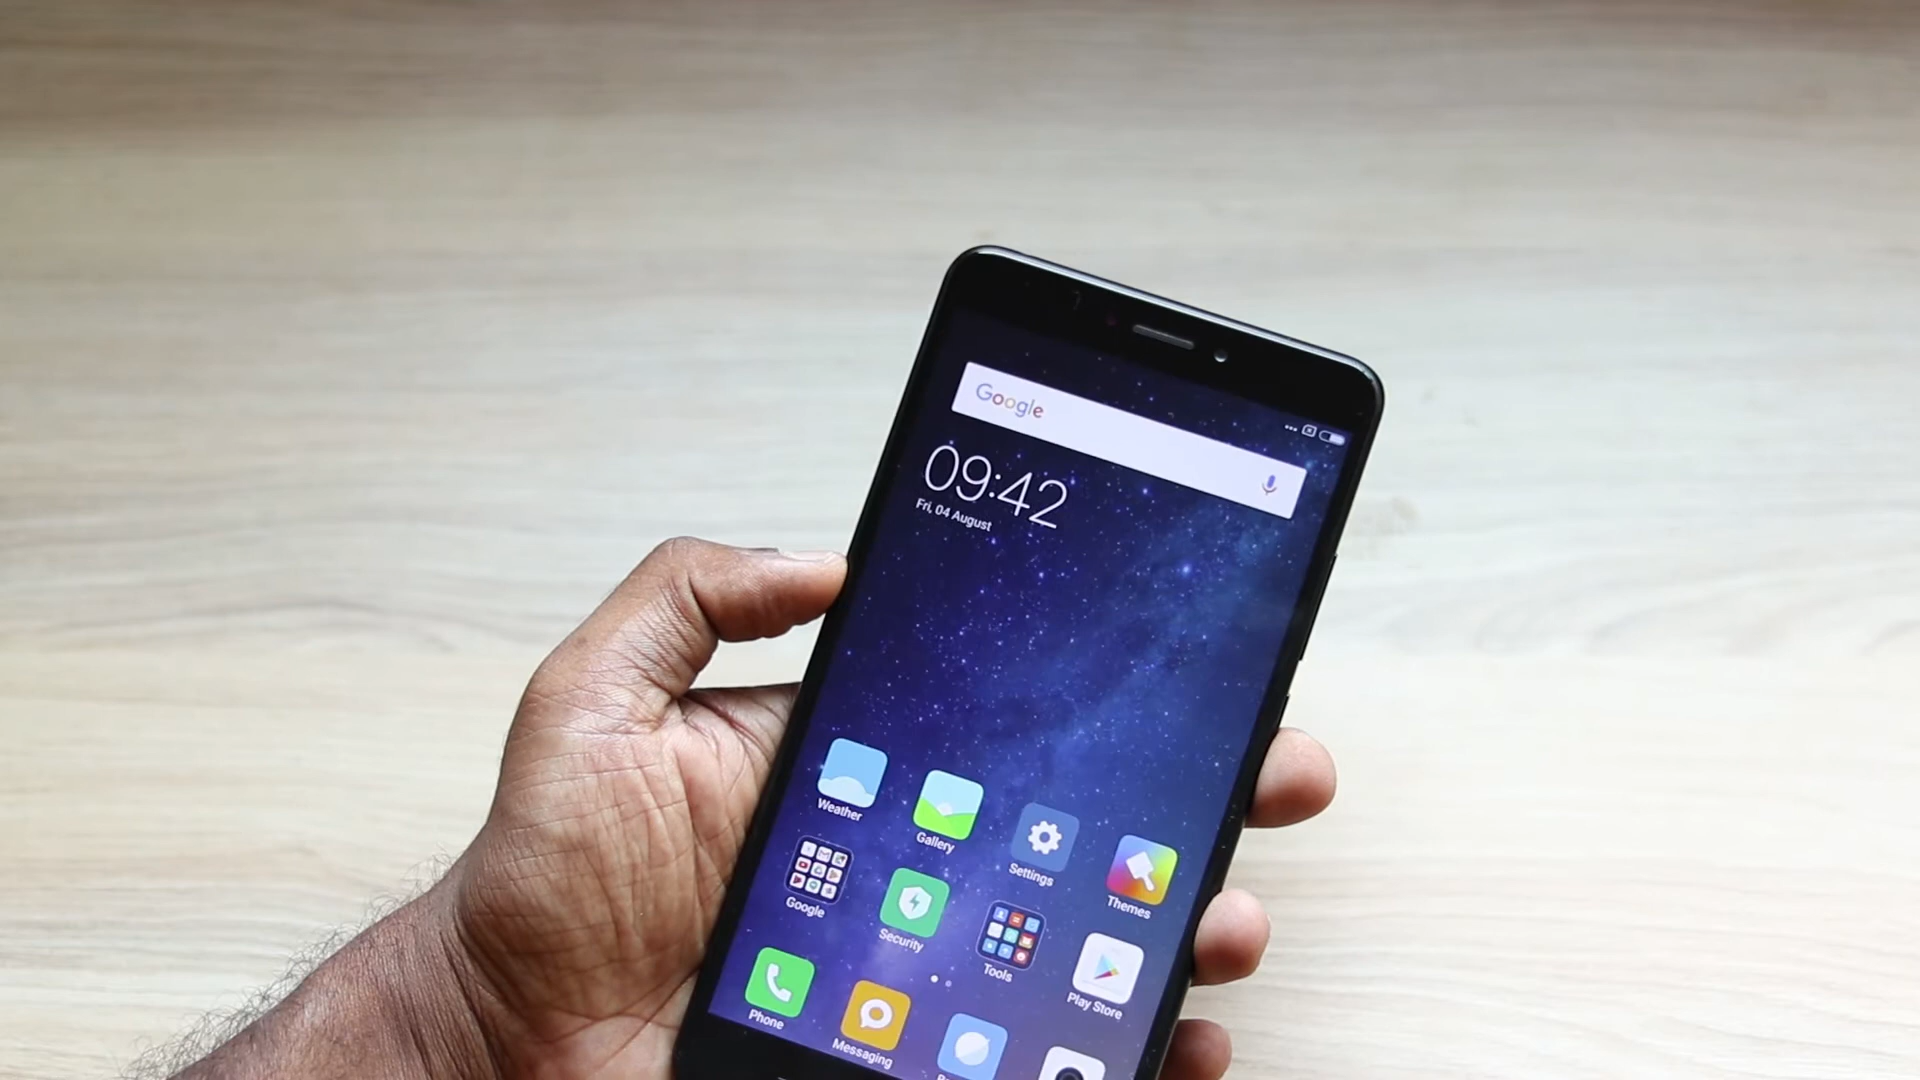 Google
09:42
Fri, 04 August
Weather
Gallery
Settings
Themes
Google
Security
Tools
Play Store
Phone
Messaging